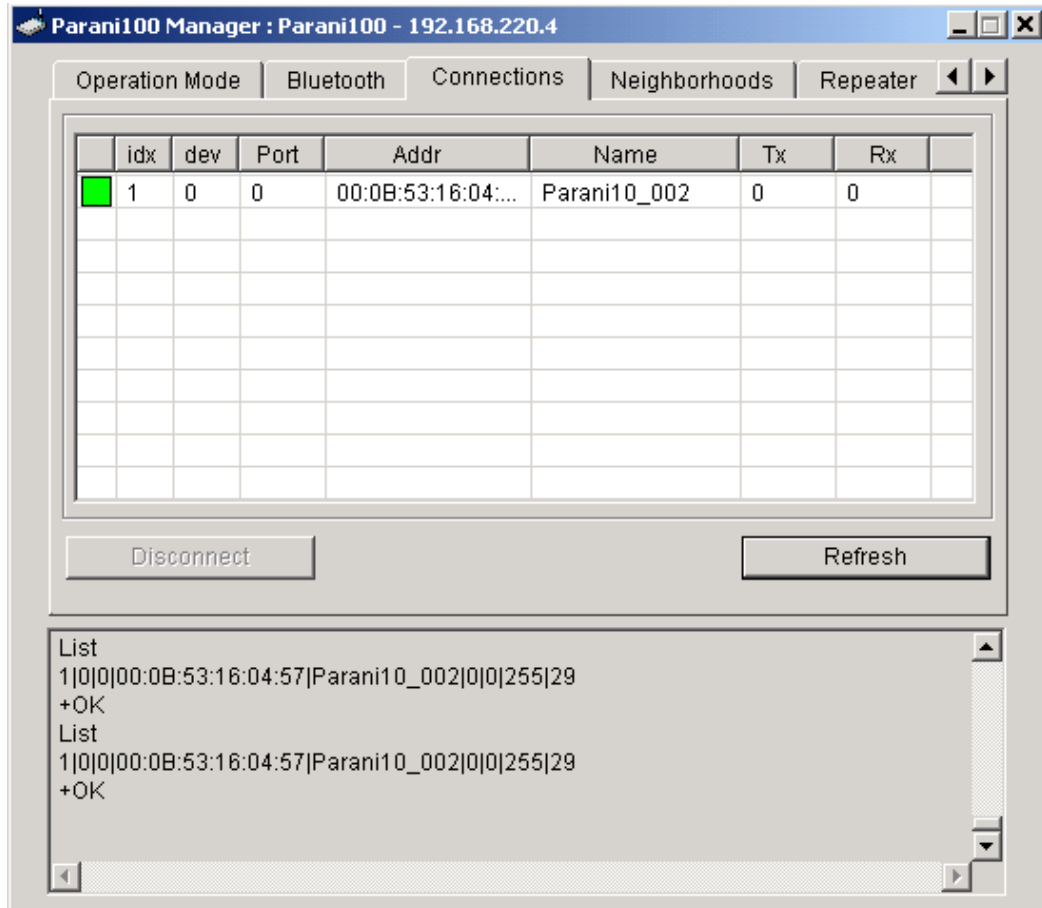 Parani100 Manager : Parani100 - 192.168.220.4
Operation Mode Bluetooth Connections Neighborhoods Repeater
idx dev Port Addr Name Tx Rx
1 0 0 00:0B:53:16:04:... Parani10_002 0 0
Disconnect Refresh
List
1|0|0|00:0B:53:16:04:57|Parani10_002|0|0|255|29
+OK
List
1|0|0|00:0B:53:16:04:57|Parani10_002|0|0|255|29
+OK